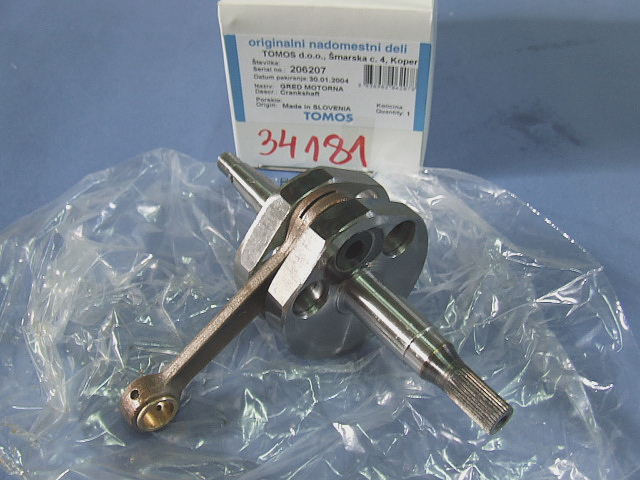 originalni nadomestni deli
TOMOS d.o.o., Šmarska c. 4, Koper
Številka:
Serial no.: 206207
Datum pakiranja: 30.01.2004
Naziv: GRED MOTORNA
Descr.: Crankshaft
Poreklo:
Origin: Made in SLOVENIA
Količina
Quantity: 1
TOMOS
34181